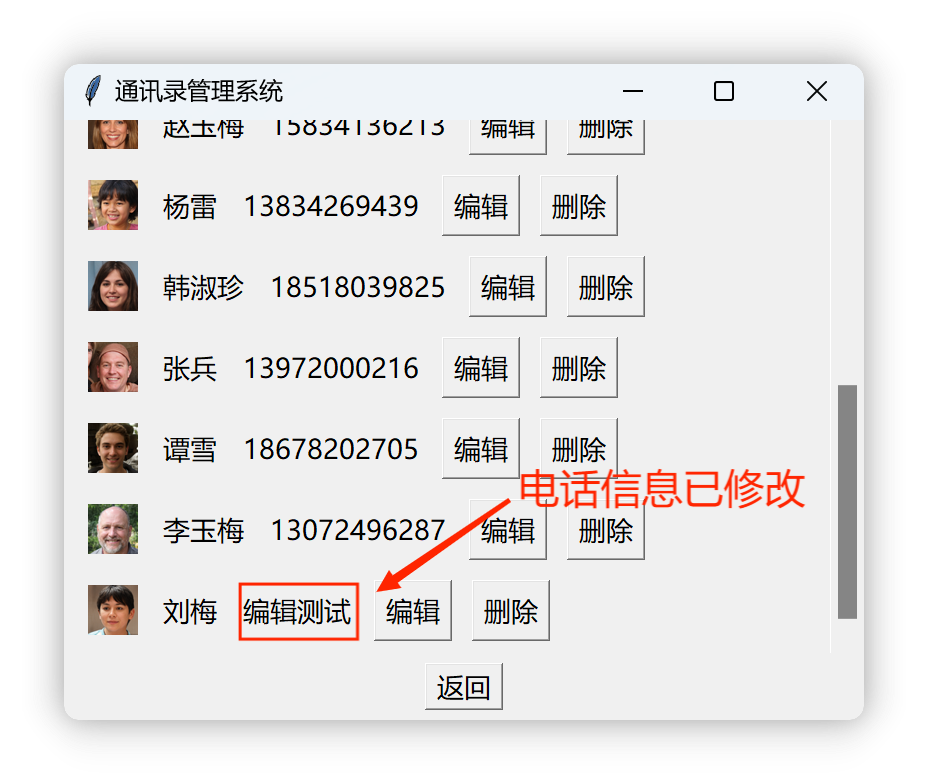 通讯录管理系统
赵玉梅 15834136213 编辑 删除
杨雷 13834269439 编辑 删除
韩淑珍 18518039825 编辑 删除
张兵 13972000216 编辑 删除
谭雪 18678202705 编辑 删除
电话信息已修改
李玉梅 13072496287 编辑 删除
刘梅 编辑测试 编辑 删除
返回